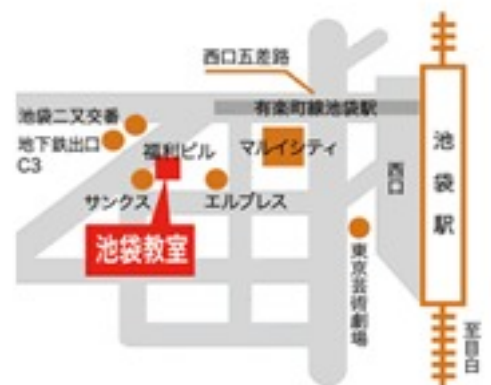 西口五差路
有楽町線池袋駅
池袋二又交番
地下鉄出口
C3
福利ビル
マルイシティ
サンクス
エルプレス
池袋教室
西口
池袋駅
東京芸術劇場
至目白